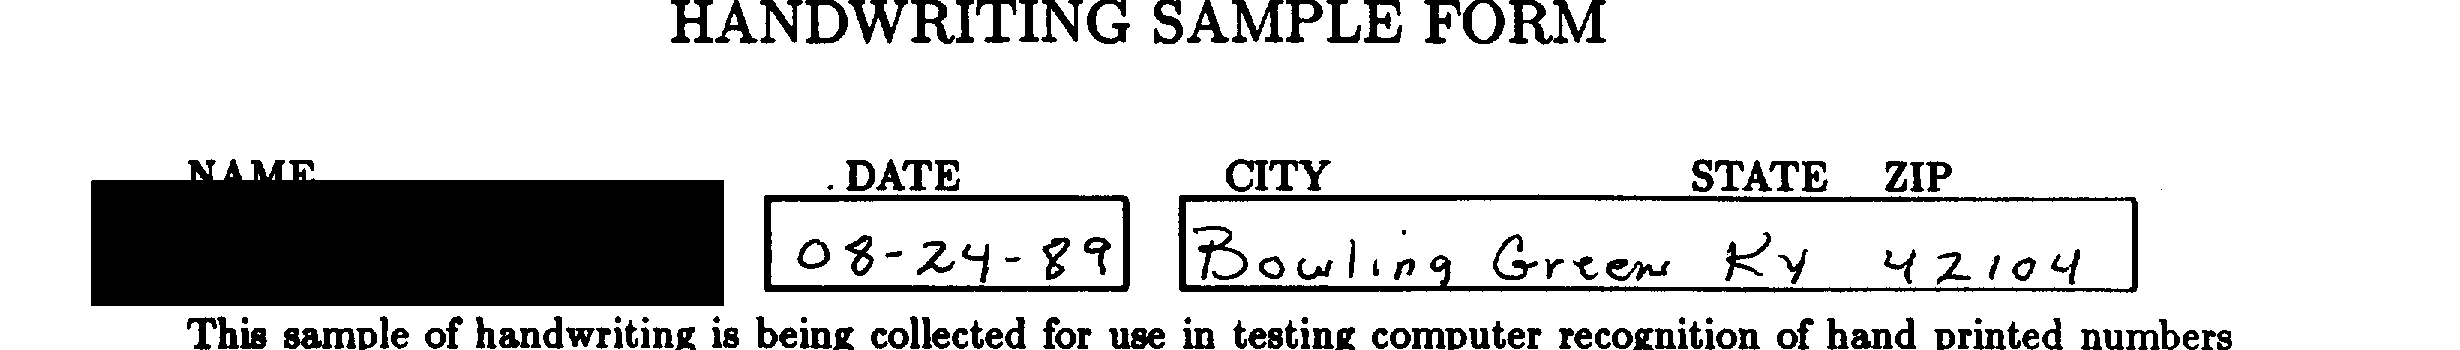 HANDWRITING SAMPLE FORM
NAME DATE CITY STATE ZIP
08-24-89 Bowling Green Ky 42104
This sample of handwriting is being collected for use in testing computer recognition of hand printed numbers